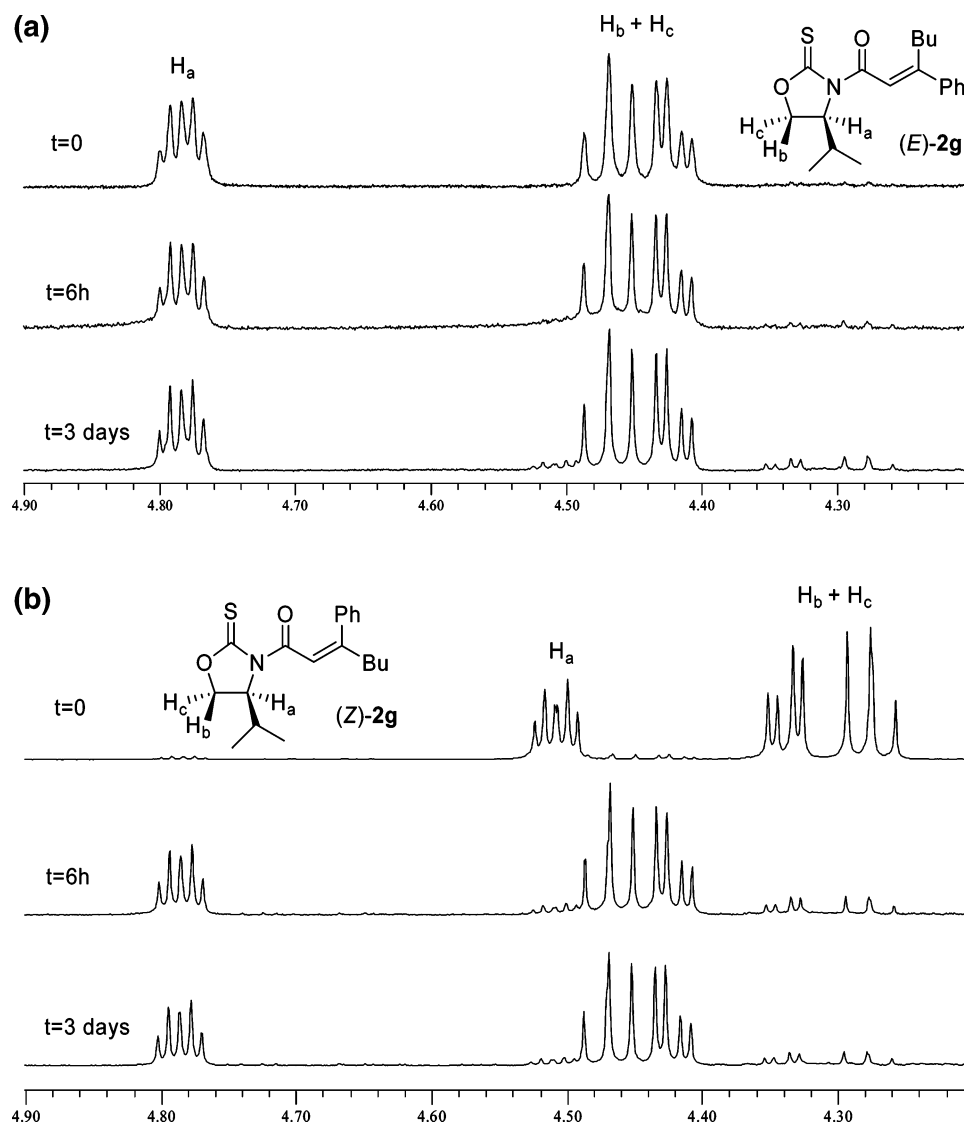 (a)
Hb + Hc
Ha
S
O
Bu
t=0
O
N
Ph
Hc
Ha
Hb
(E)-2g
t=6h
t=3 days
4.90 4.80 4.70 4.60 4.50 4.40 4.30
(b)
Hb + Hc
S
O
Ph
Ha
O
N
Bu
t=0
Hc
Ha
Hb
(Z)-2g
t=6h
t=3 days
4.90 4.80 4.70 4.60 4.50 4.40 4.30